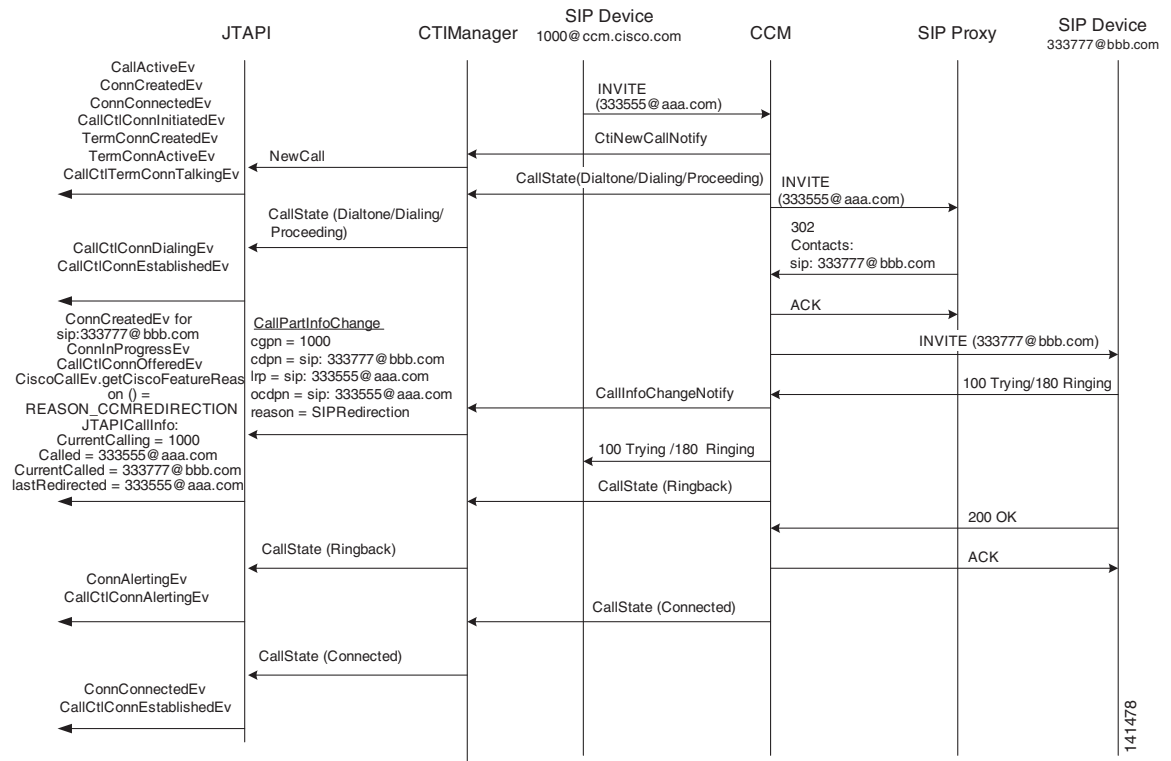 JTAPI
CTIManager
SIP Device
1000@ccm.cisco.com
CCM
SIP Proxy
SIP Device
333777@bbb.com
CallActiveEv
ConnCreatedEv
ConnConnectedEv
CallCtlConnInitiatedEv
TermConnCreatedEv
TermConnActiveEv
CallCtlTermConnTalkingEv
INVITE
(333555@aaa.com)
CtiNewCallNotify
NewCall
CallState(Dialtone/Dialing/Proceeding)
INVITE
(333555@aaa.com)
CallState (Dialtone/Dialing/
Proceeding)
302
Contacts:
sip: 333777@bbb.com
CallCtlConnDialingEv
CallCtlConnEstablishedEv
ACK
ConnCreatedEv for
sip:333777@bbb.com
ConnInProgressEv
CallCtlConnOfferedEv
CiscoCallEv.getCiscoFeatureReas
on () =
REASON_CCMREDIRECTION
JTAPICallInfo:
CurrentCalling = 1000
Called = 333555@aaa.com
CurrentCalled = 333777@bbb.com
lastRedirected = 333555@aaa.com
CallPartInfoChange
cgpn = 1000
cdpn = sip: 333777@bbb.com
lrp = sip: 333555@aaa.com
ocdpn = sip: 333555@aaa.com
reason = SIPRedirection
INVITE (333777@bbb.com)
100 Trying/180 Ringing
CallInfoChangeNotify
100 Trying /180 Ringing
CallState (Ringback)
200 OK
CallState (Ringback)
ACK
ConnAlertingEv
CallCtlConnAlertingEv
CallState (Connected)
CallState (Connected)
ConnConnectedEv
CallCtlConnEstablishedEv
141478